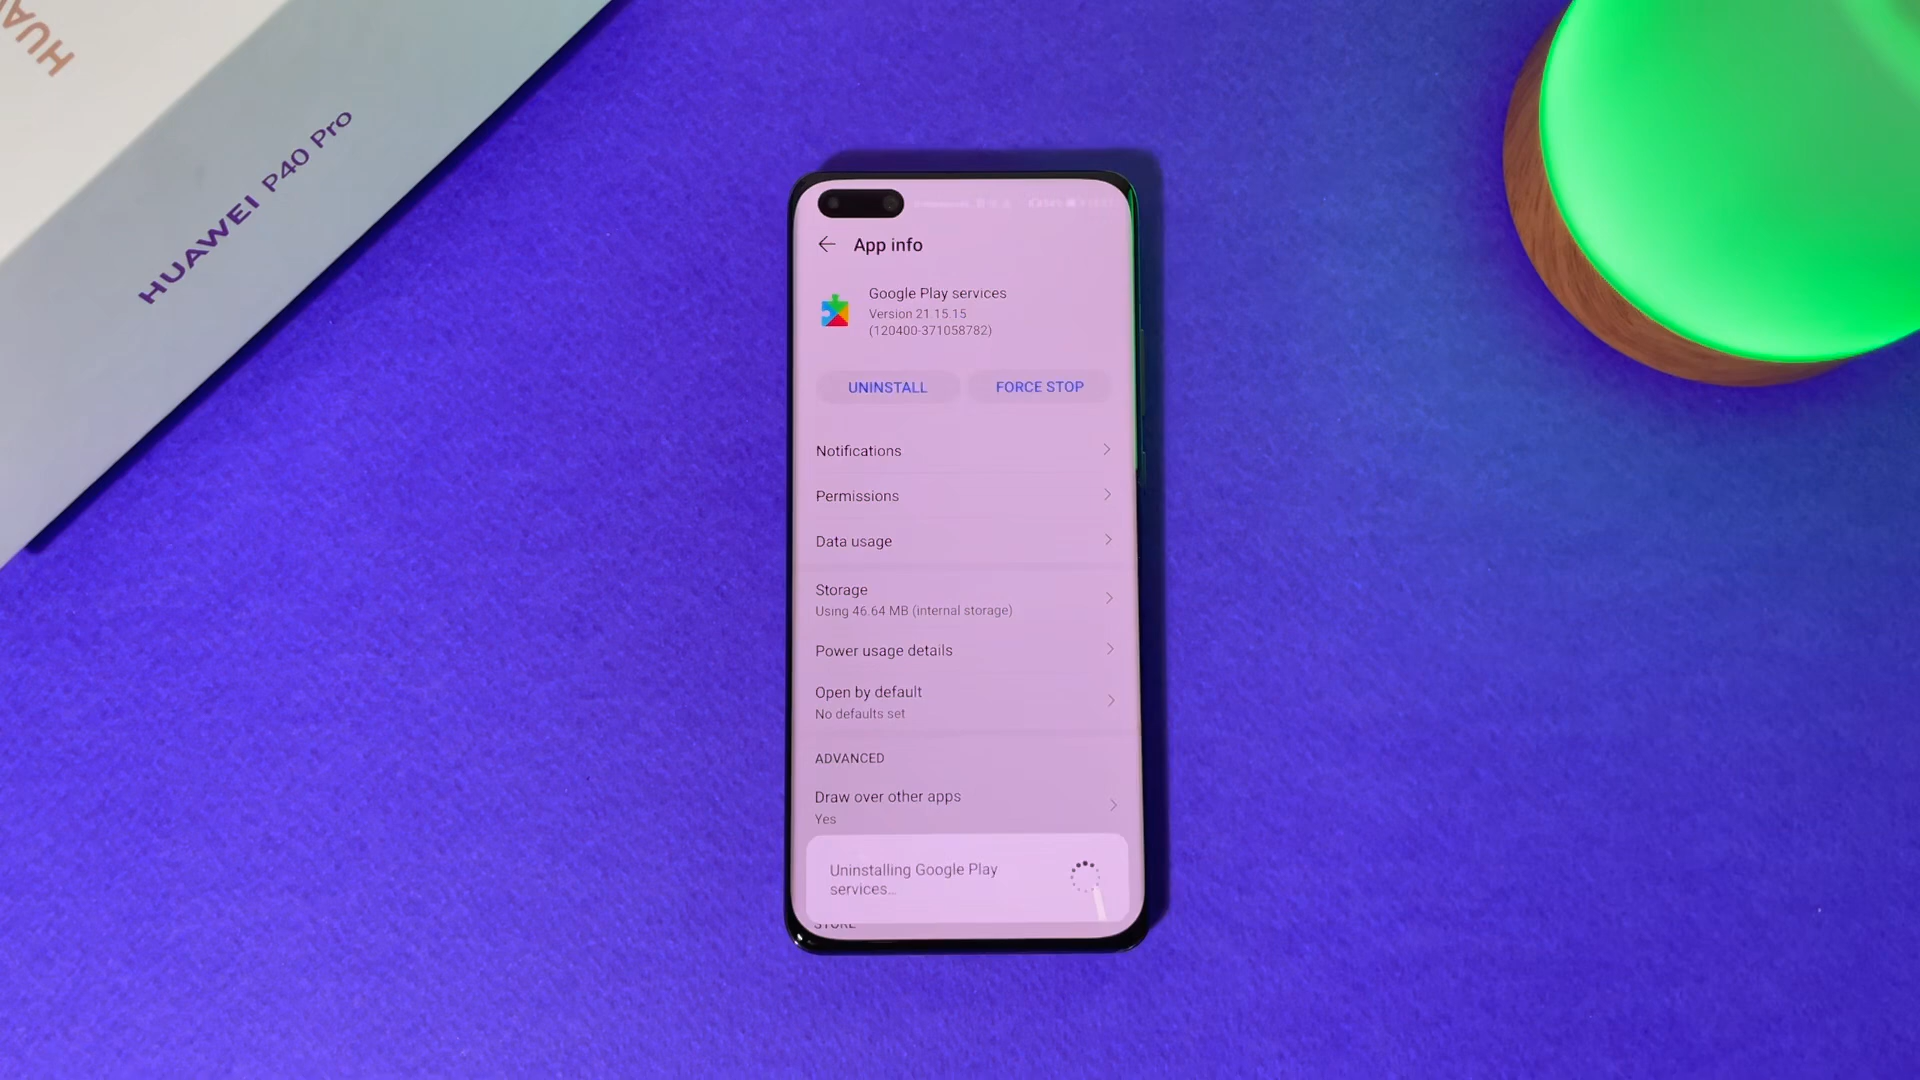 HUA
HUAWEI P40 Pro
App info
Google Play services
Version 21.15.15
(120400-371058782)
UNINSTALL
FORCE STOP
Notifications
Permissions
Data usage
Storage
Using 46.64 MB (internal storage)
Power usage details
Open by default
No defaults set
ADVANCED
Draw over other apps
Yes
Uninstalling Google Play
services...
STORE